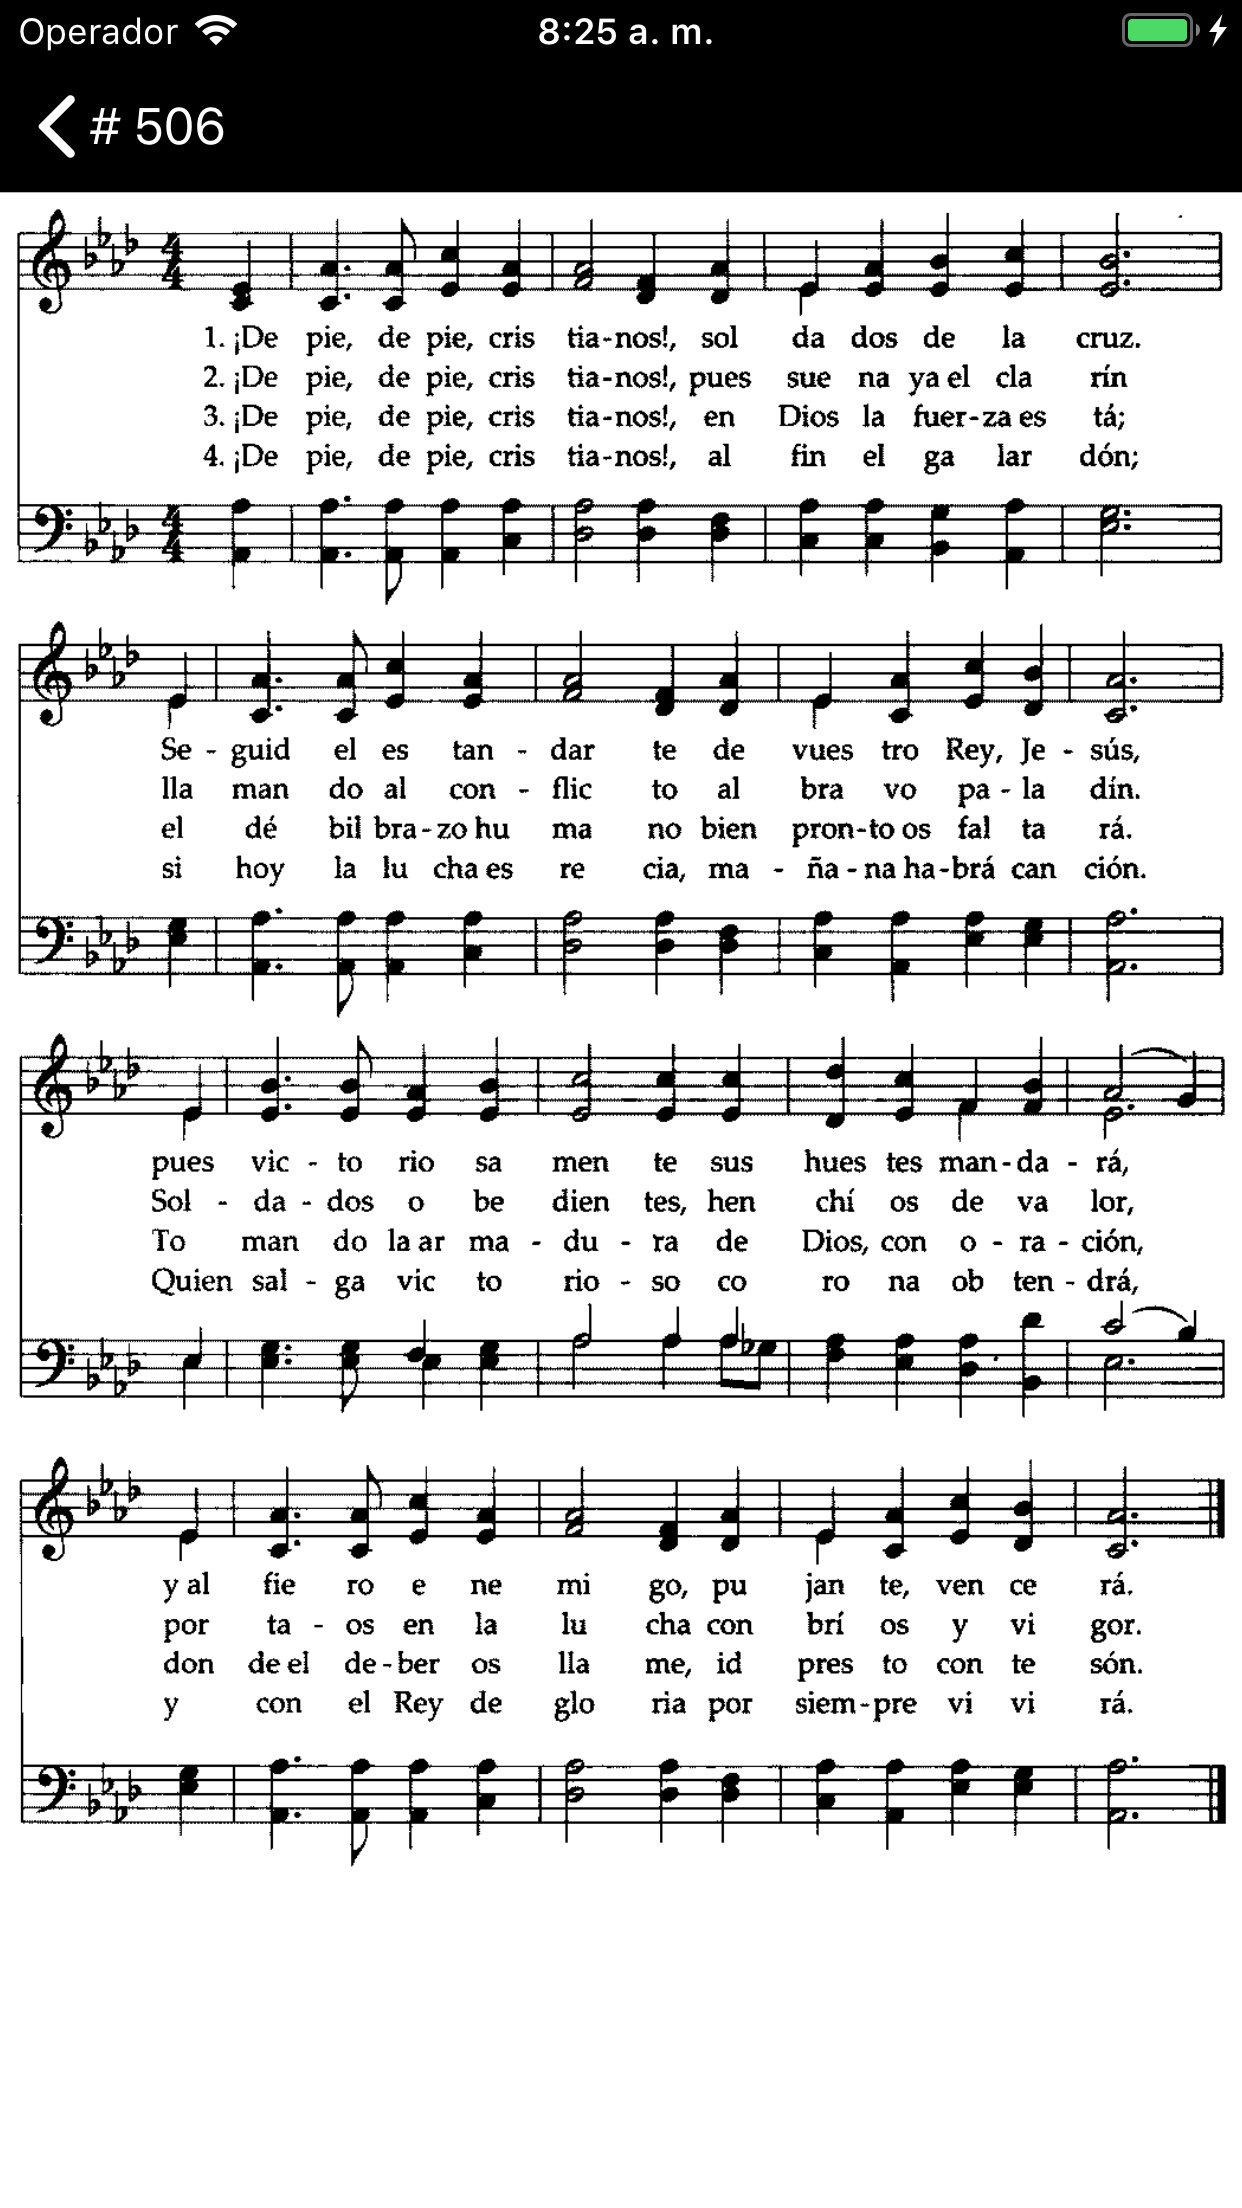 Operador 8:25 a. m.
# 506
1. ¡De pie, de pie, cris tia-nos!, sol da dos de la cruz.
2. ¡De pie, de pie, cris tia-nos!, pues sue na ya el cla rín
3. ¡De pie, de pie, cris tia-nos!, en Dios la fuer-za es tá;
4. ¡De pie, de pie, cris tia-nos!, al fin el ga lar dón;
Se - guid el es tan - dar te de vues tro Rey, Je - sús,
lla man do al con - flic to al bra vo pa - la dín.
el dé bil bra-zo hu ma no bien pron-to os fal ta rá.
si hoy la lu cha es re cia, ma - ña - na ha-brá can ción.
pues vic - to rio sa men te sus hues tes man-da - rá,
Sol - da - dos o be dien tes, hen chí os de va lor,
To man do la ar ma - du - ra de Dios, con o - ra - ción,
Quien sal - ga vic to rio - so co ro na ob ten - drá,
y al fie ro e ne mi go, pu jan te, ven ce rá.
por ta - os en la lu cha con brí os y vi gor.
don de el de-ber os lla me, id pres to con te són.
y con el Rey de glo ria por siem-pre vi vi rá.